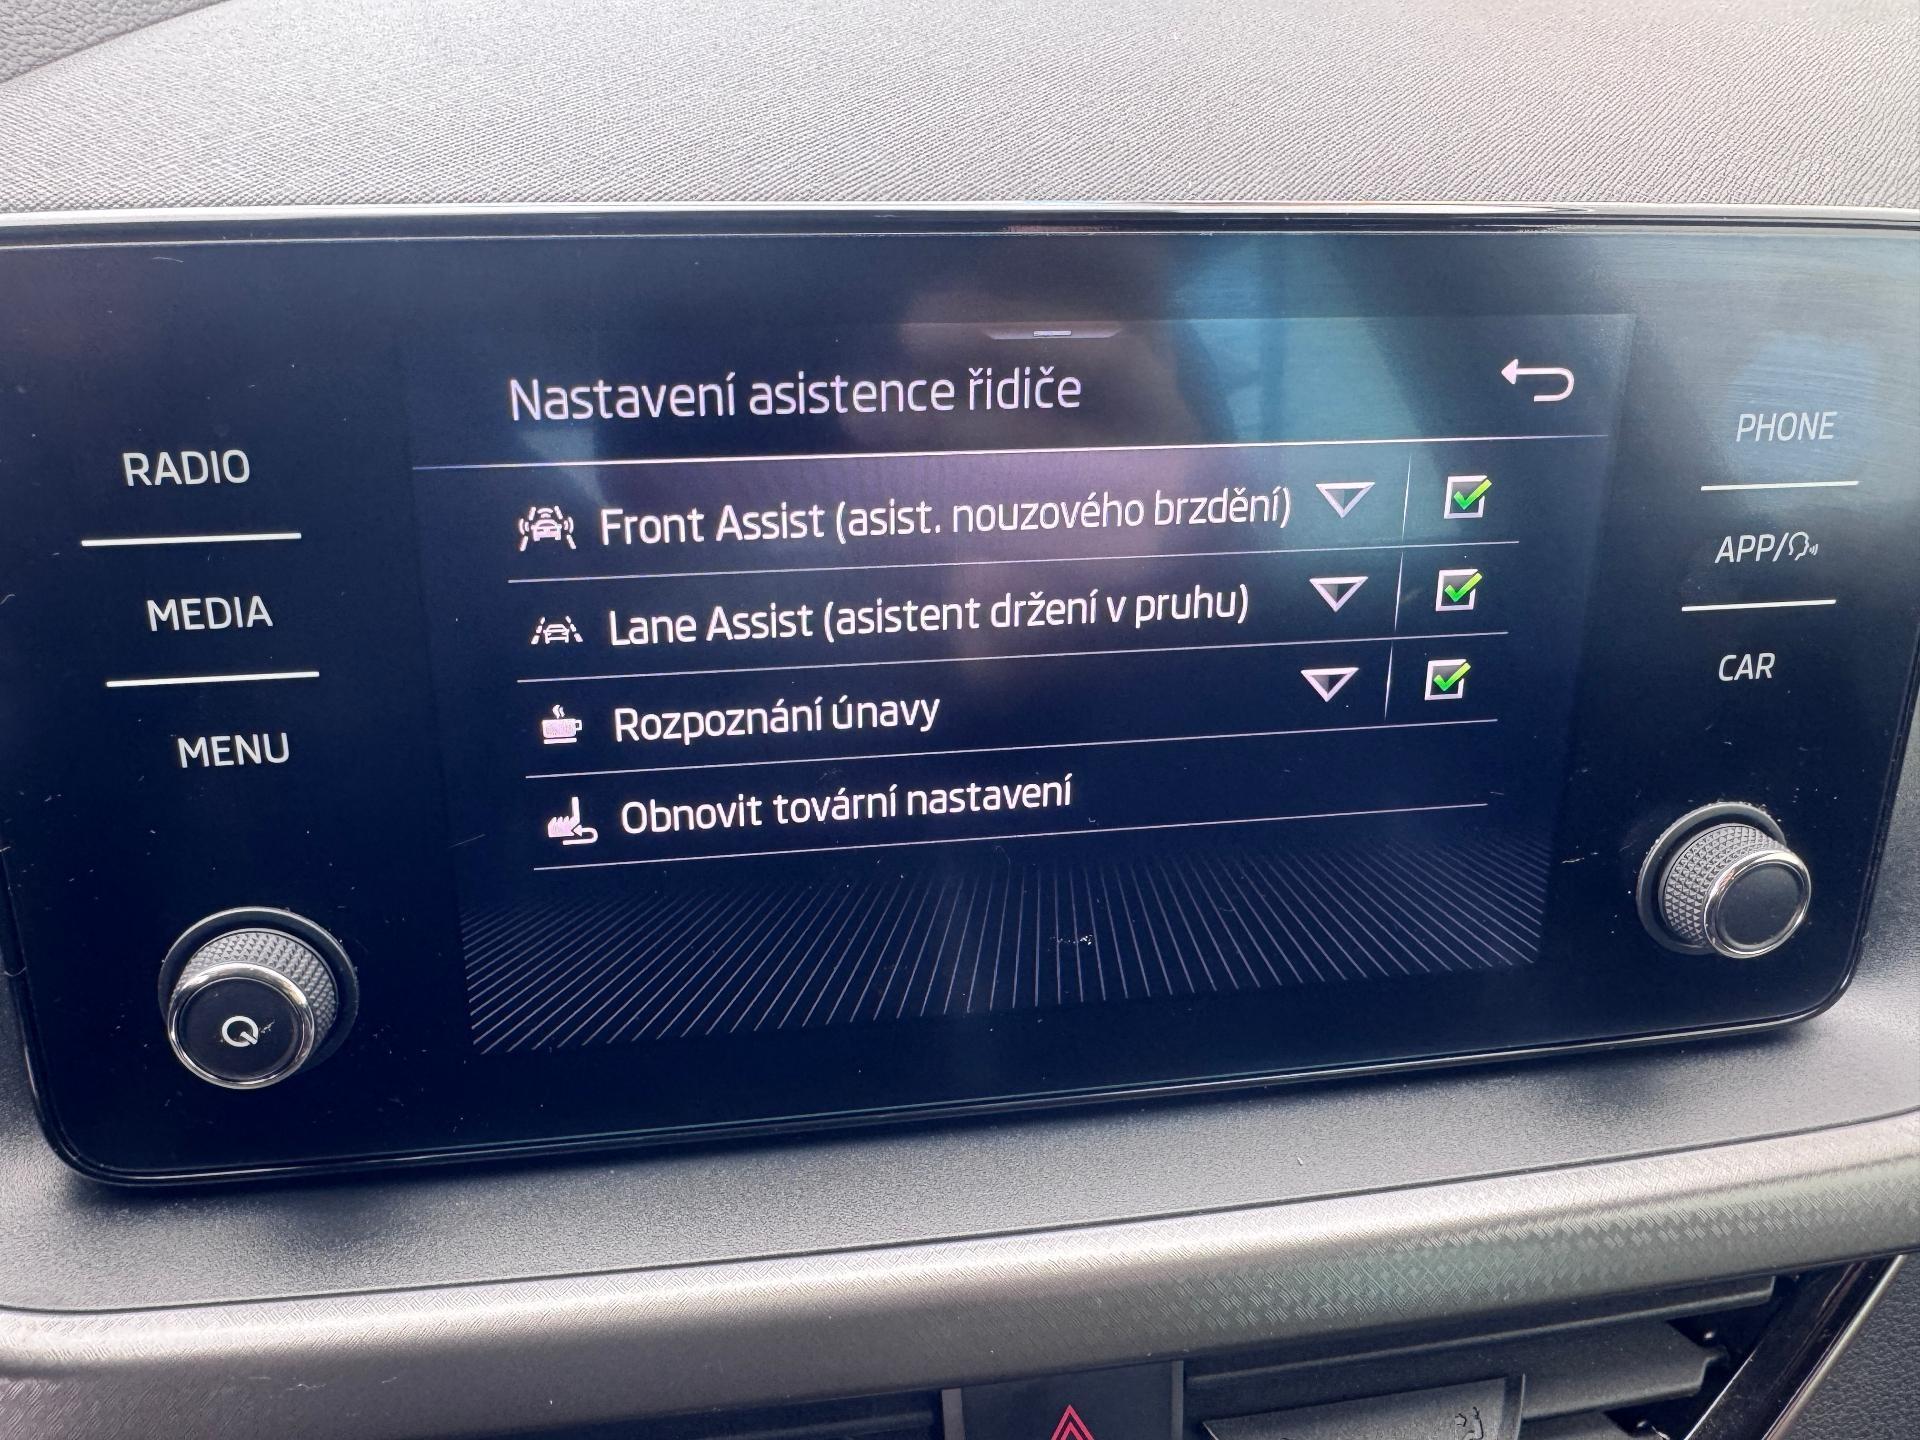 Nastavení asistence řidiče
Front Assist (asist. nouzového brzdění)
Lane Assist (asistent držení v pruhu)
Rozpoznání únavy
Obnovit tovární nastavení
RADIO
MEDIA
MENU
PHONE
APP/
CAR